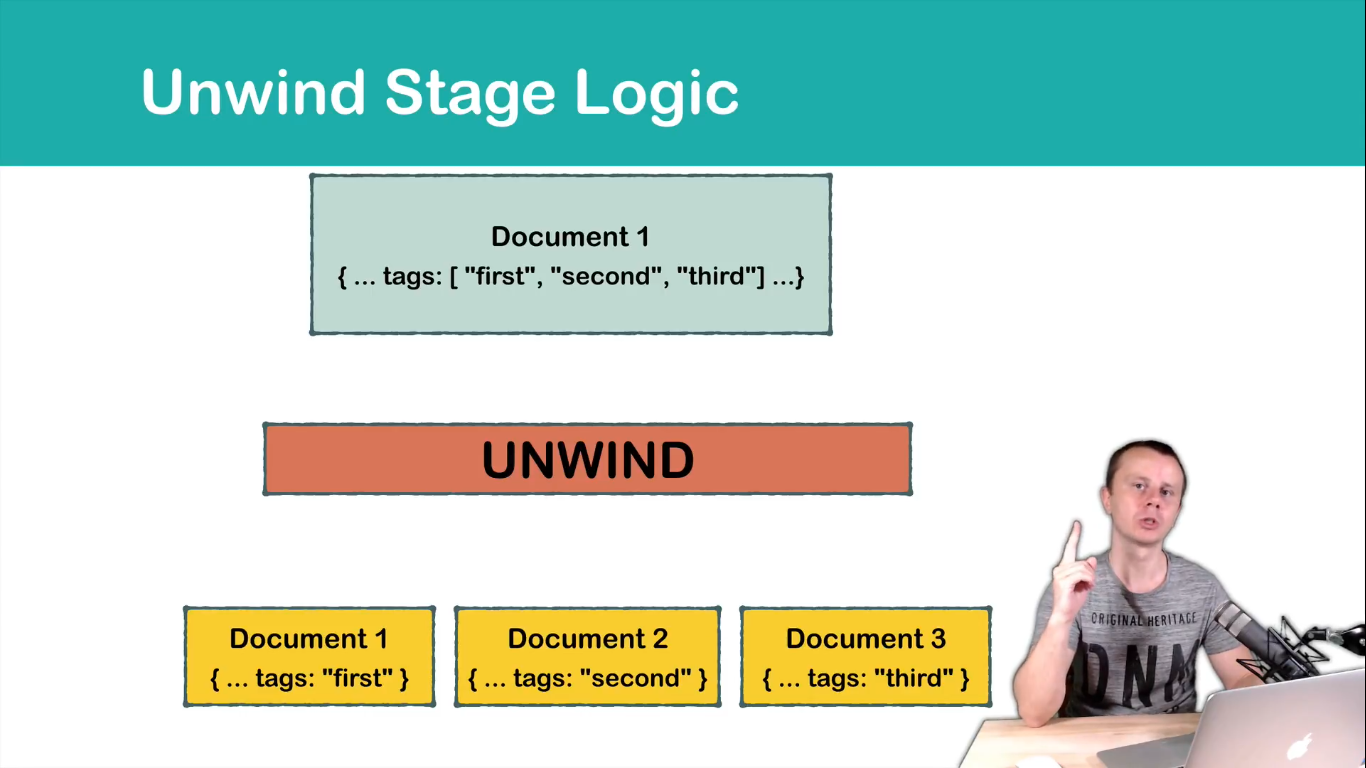 Unwind Stage Logic
Document 1
{ ... tags: [ "first", "second", "third"] ...}
UNWIND
Document 1
{ ... tags: "first" }
Document 2
{ ... tags: "second" }
Document 3
{ ... tags: "third" }
ORIGINAL HERITAGE
DNM